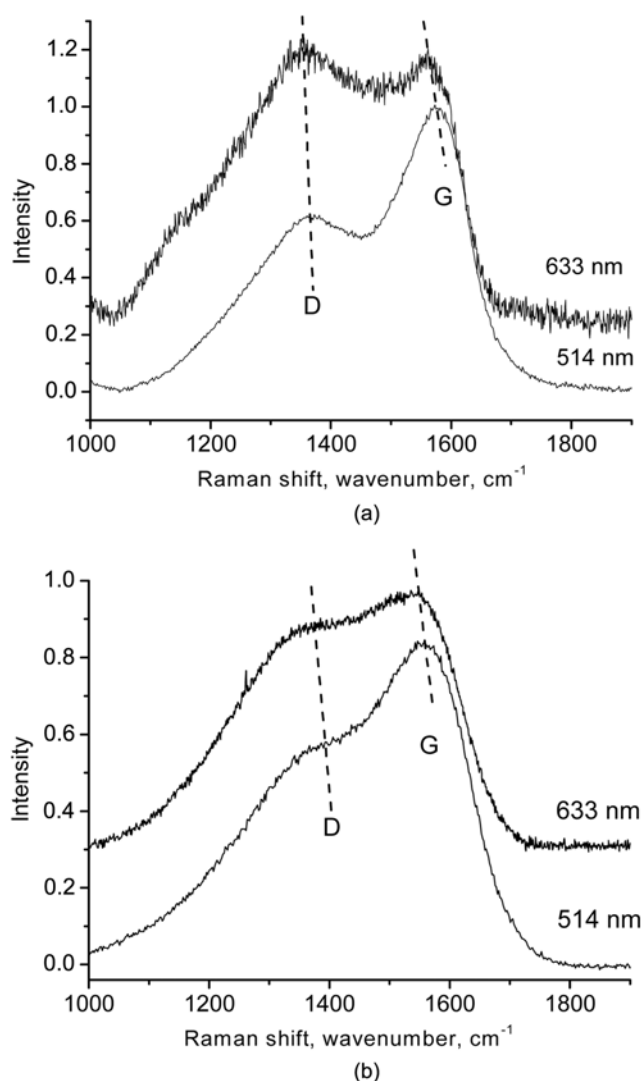 1.2
1.0
0.8
0.6
0.4
0.2
0.0
Intensity
G
D
633 nm
514 nm
1000 1200 1400 1600 1800
Raman shift, wavenumber, cm⁻¹
(a)
1.0
0.8
0.6
0.4
0.2
0.0
Intensity
G
D
633 nm
514 nm
1000 1200 1400 1600 1800
Raman shift, wavenumber, cm⁻¹
(b)